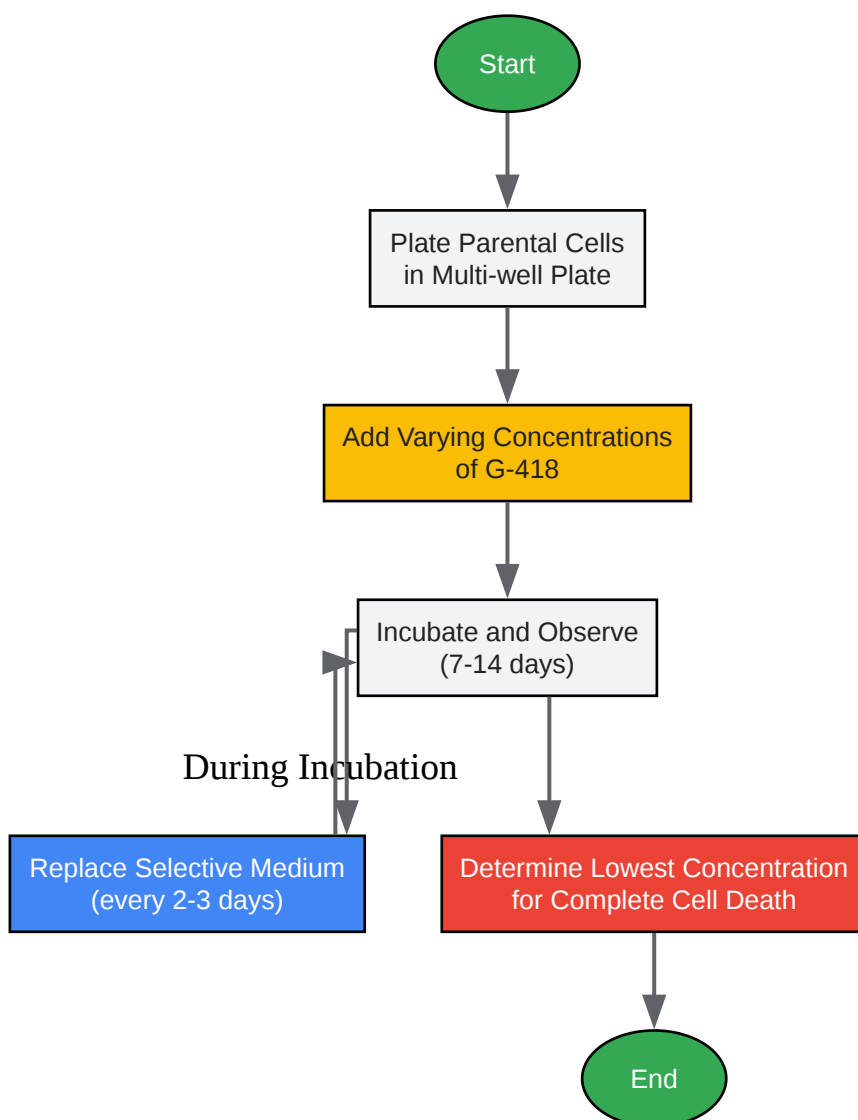 Start
Plate Parental Cells
in Multi-well Plate
Add Varying Concentrations
of G-418
Incubate and Observe
(7-14 days)
During Incubation
Replace Selective Medium
(every 2-3 days)
Determine Lowest Concentration
for Complete Cell Death
End